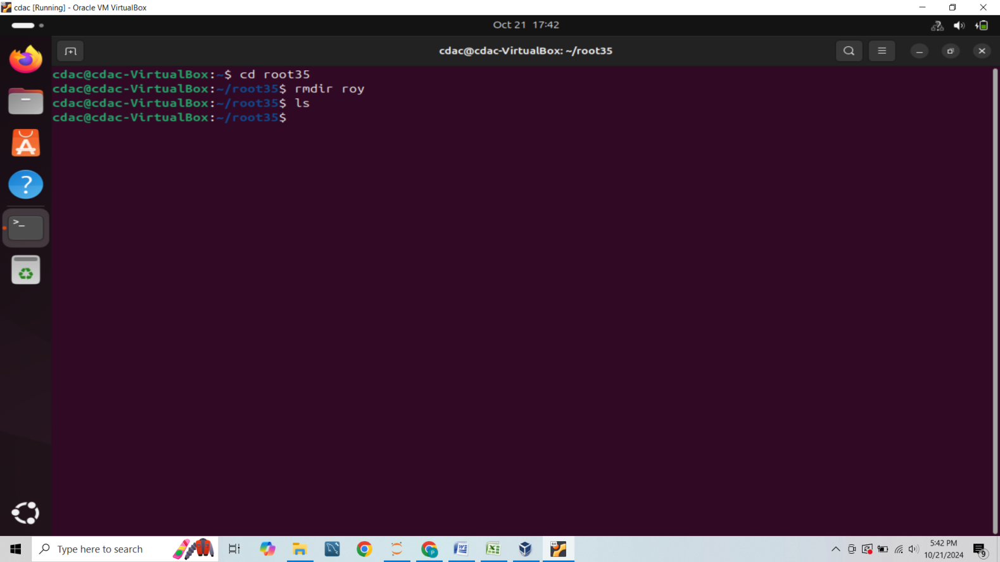 cdac [Running] - Oracle VM VirtualBox
Oct 21 17:42
cdac@cdac-VirtualBox: ~/root35
cdac@cdac-VirtualBox:~$ cd root35
cdac@cdac-VirtualBox:~/root35$ rmdir roy
cdac@cdac-VirtualBox:~/root35$ ls
cdac@cdac-VirtualBox:~/root35$
Type here to search
5:42 PM
10/21/2024
9